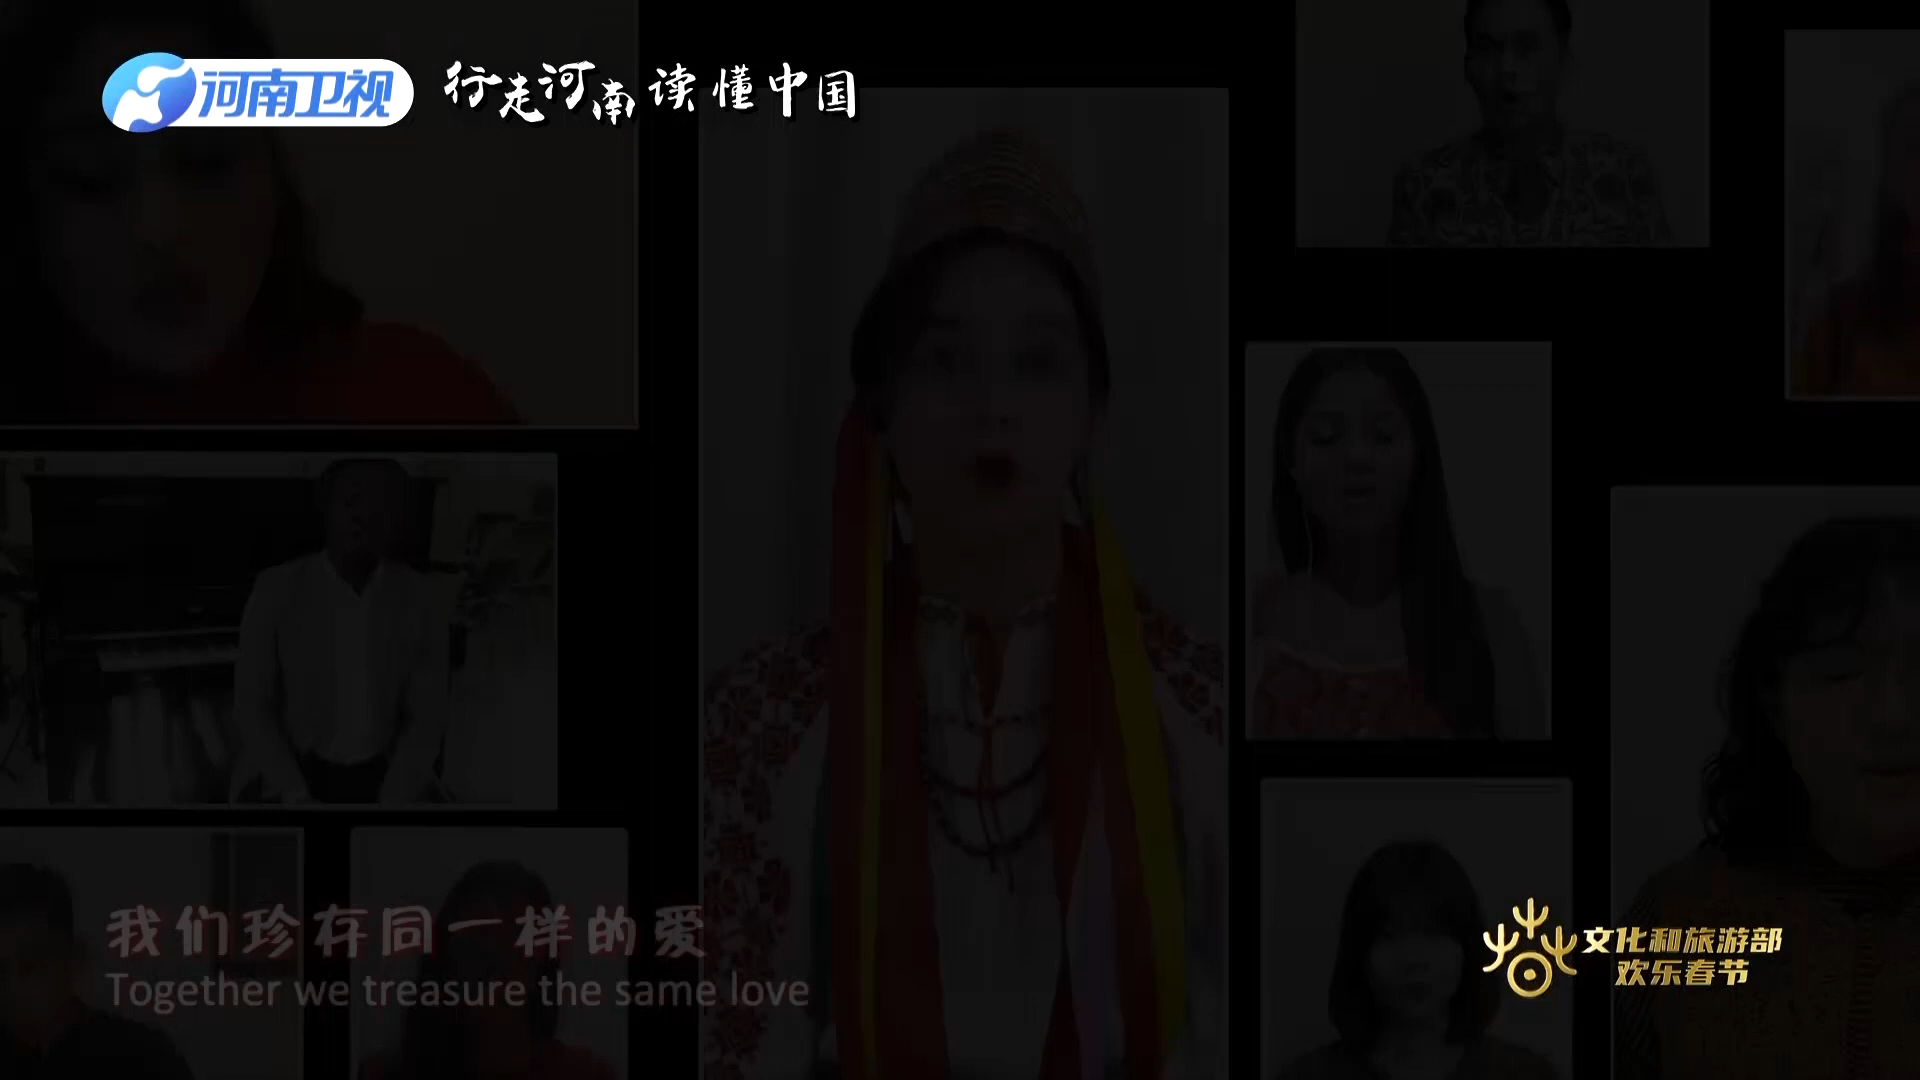 河南卫视
行走河南读懂中国
我们珍存同一样的爱
Together we treasure the same love
文化和旅游部
欢乐春节